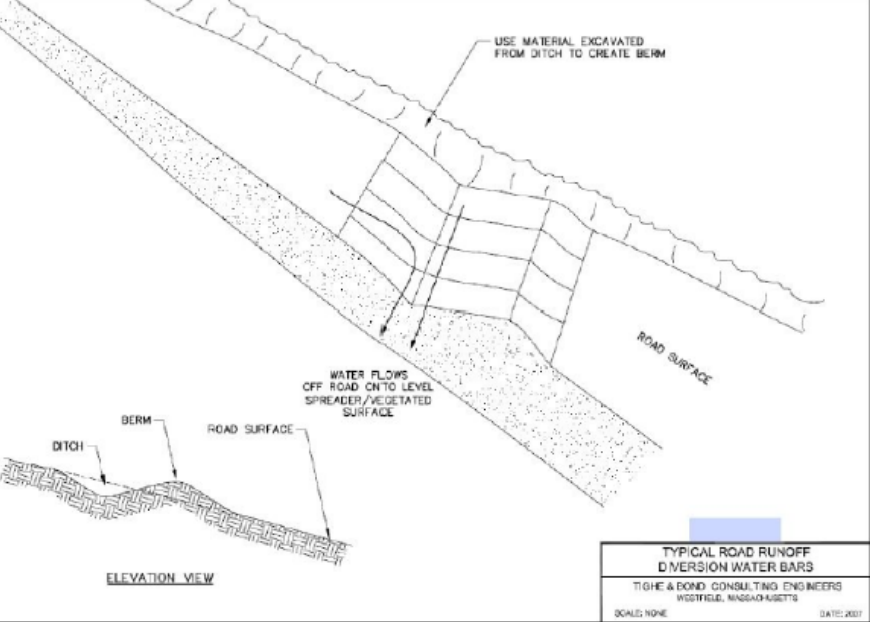 USE MATERIAL EXCAVATED
FROM DITCH TO CREATE BERM
ROAD SURFACE
WATER FLOWS
OFF ROAD ONTO LEVEL
SPREADER/VEGETATED
SURFACE
BERM
ROAD SURFACE
DITCH
ELEVATION VIEW
TYPICAL ROAD RUNOFF
DIVERSION WATER BARS
TIGHE & BOND CONSULTING ENGINEERS
WESTFIELD, MASSACHUSETTS
SCALE: NONE
DATE: 2007